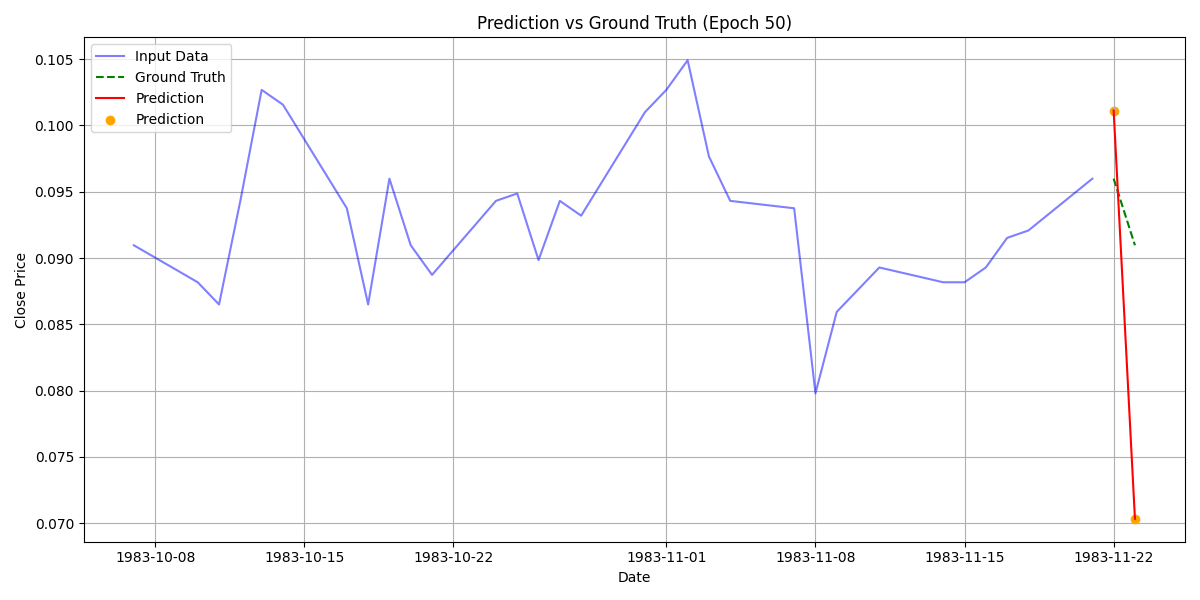 Prediction vs Ground Truth (Epoch 50)
Input Data
Ground Truth
Prediction
Prediction
Close Price
0.105
0.100
0.095
0.090
0.085
0.080
0.075
0.070
1983-10-08
1983-10-15
1983-10-22
1983-11-01
1983-11-08
1983-11-15
1983-11-22
Date